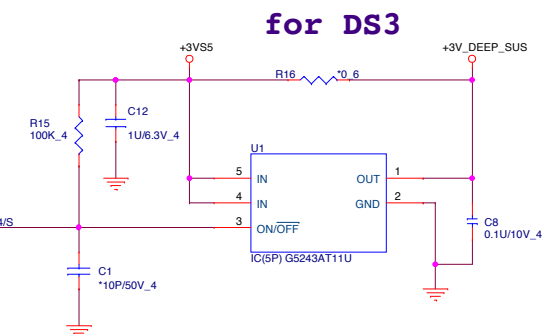 for DS3
+3VS5
+3V_DEEP_SUS
R16
*0_6
R15
100K_4
C12
1U/6.3V_4
U1
5
IN
OUT
1
4
IN
GND
2
3
ON/OFF
4/S
IC(5P) G5243AT11U
C8
0.1U/10V_4
C1
*10P/50V_4